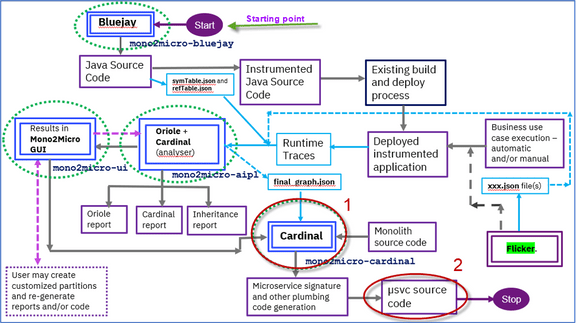 Bluejay
Start
Starting point
mono2micro-bluejay
Java Source
Code
symTable.json and
refTable.json
Instrumented
Java Source
Code
Existing build
and deploy
process
Results in
Mono2Micro
GUI
mono2micro-ui
Oriole +
Cardinal
(analyser)
mono2micro-aipl
Runtime
Traces
Deployed
instrumented
application
Business use
case execution –
automatic
and/or manual
final_graph.json
xxx.json file(s)
Oriole
report
Cardinal
report
Inheritance
report
1
Cardinal
Monolith
source code
Flicker.
mono2micro-cardinal
User may create
customized partitions
and re-generate
reports and/or code
Microservice signature
and other plumbing
code generation
2
µsvc source
code
Stop